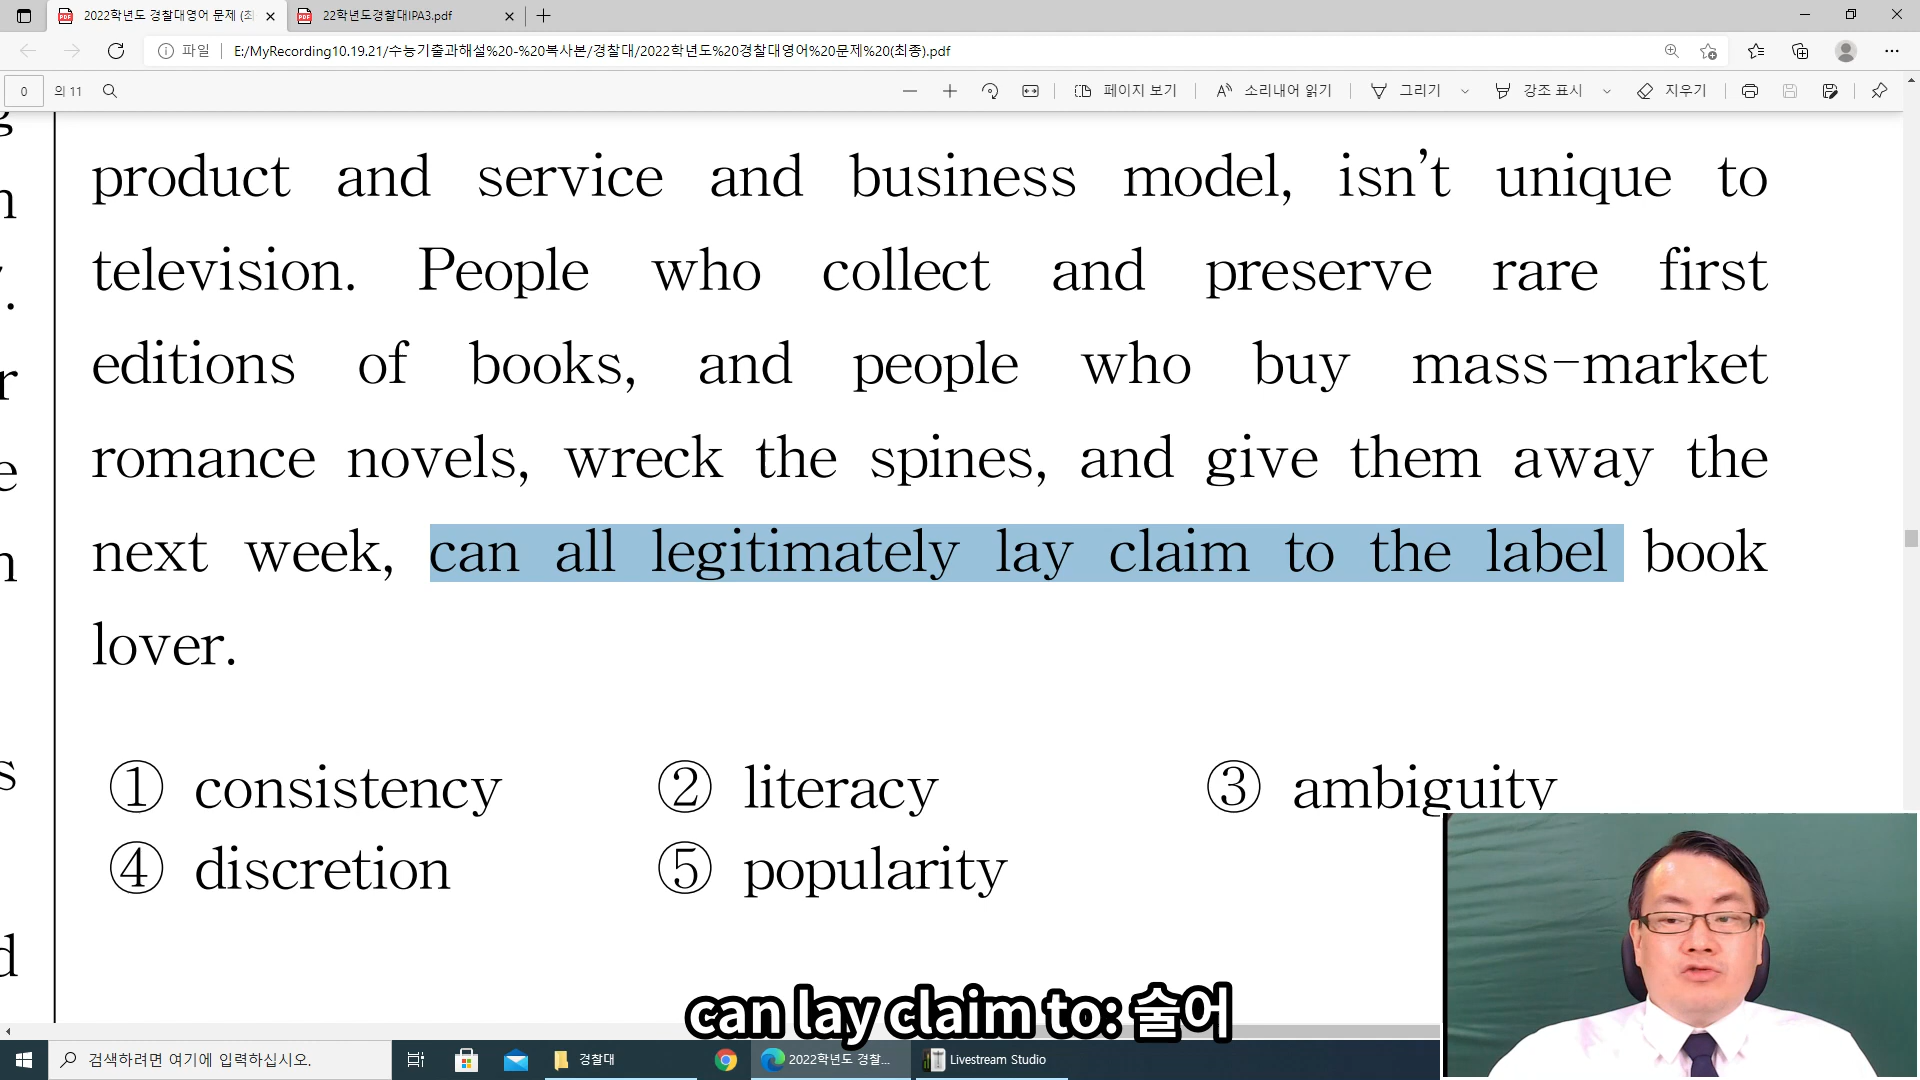 2022학년도 경찰대영어 문제 (최
22학년도경찰대IPA3.pdf
파일
E:/MyRecording10.19.21/수능기출과해설%20-%20복사본/경찰대/2022학년도%20경찰대영어%20문제%20(최종).pdf
0 의 11
페이지 보기
소리내어 읽기
그리기
강조 표시
지우기
product and service and business model, isn't unique to
television. People who collect and preserve rare first
editions of books, and people who buy mass-market
romance novels, wreck the spines, and give them away the
next week, can all legitimately lay claim to the label book
lover.
① consistency ② literacy ③ ambiguity
④ discretion ⑤ popularity
can lay claim to: 술어
검색하려면 여기에 입력하십시오.
경찰대
2022학년도 경찰...
Livestream Studio